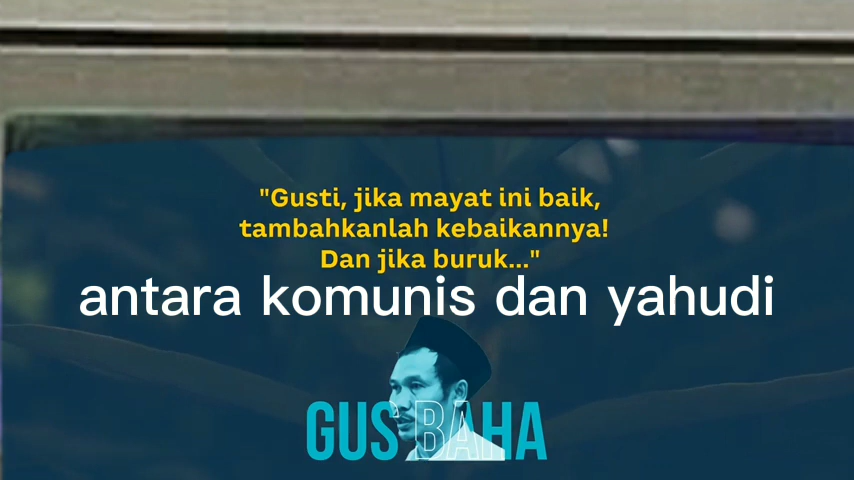 "Gusti, jika mayat ini baik,
tambahkanlah kebaikannya!
Dan jika buruk..."
antara komunis dan yahudi
GUS BAHA